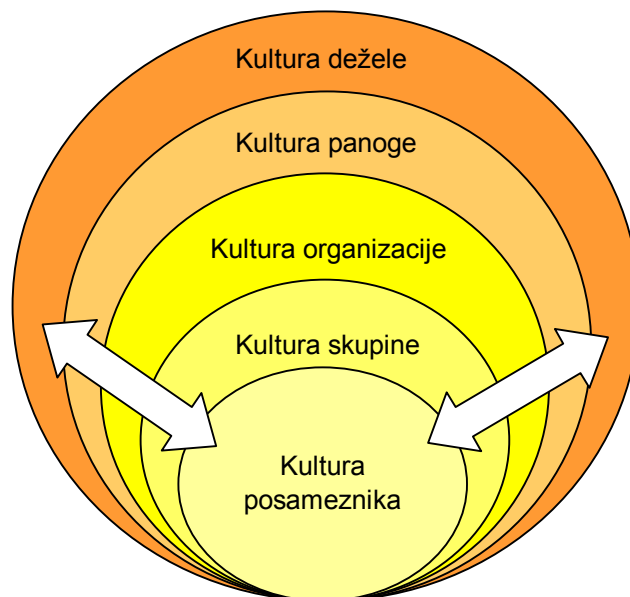 Kultura dežele
Kultura panoge
Kultura organizacije
Kultura skupine
Kultura
posameznika